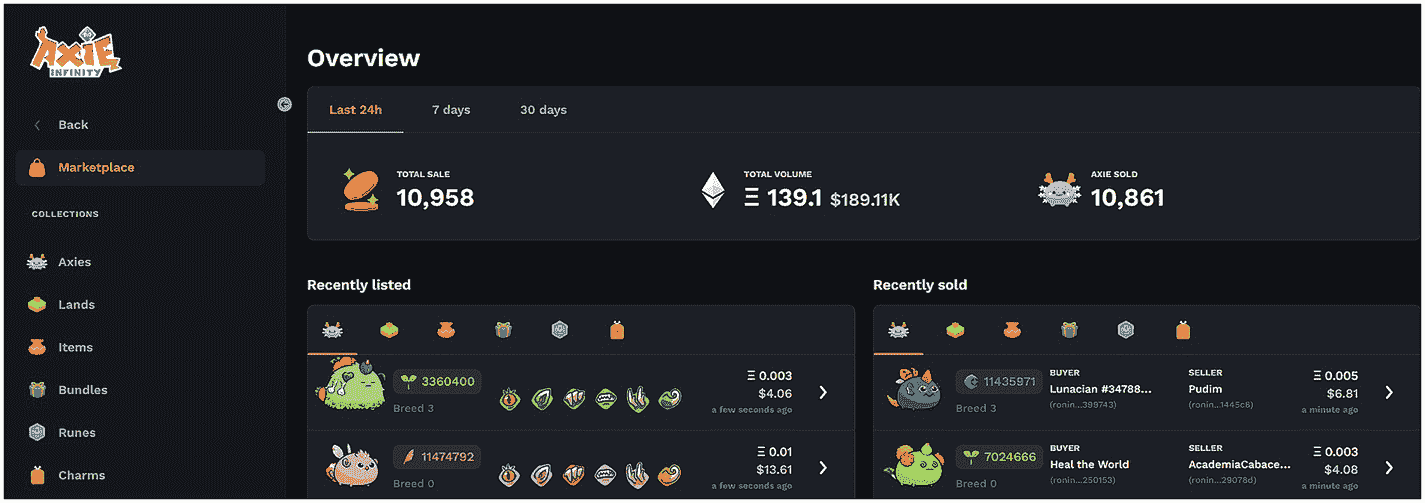 AXIE
INFINITY
Back
Marketplace
COLLECTIONS
Axies
Lands
Items
Bundles
Runes
Charms
Overview
Last 24h 7 days 30 days
TOTAL SALE
10,958
TOTAL VOLUME
Ξ 139.1 $189.11K
AXIE SOLD
10,861
Recently listed
3360400
Breed 3
Ξ 0.003
$4.06
a few seconds ago
11474792
Breed 0
Ξ 0.01
$13.61
a few seconds ago
Recently sold
11435971
Breed 3
BUYER
Lunacian #34788...
(ronin...399743)
SELLER
Pudim
(ronin...1445c8)
Ξ 0.005
$6.81
a minute ago
7024666
Breed 0
BUYER
Heal the World
(ronin...250153)
SELLER
AcademiaCabace...
(ronin...29078d)
Ξ 0.003
$4.08
a minute ago